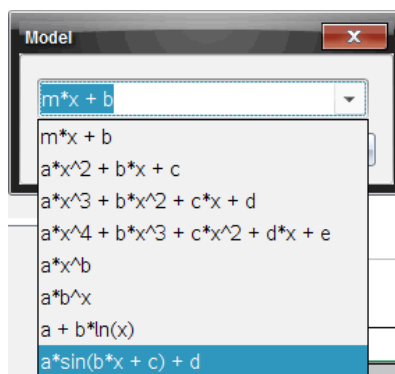 Model
m*x + b
m*x + b
a*x^2 + b*x + c
a*x^3 + b*x^2 + c*x + d
a*x^4 + b*x^3 + c*x^2 + d*x + e
a*x^b
a*b^x
a + b*ln(x)
a*sin(b*x + c) + d